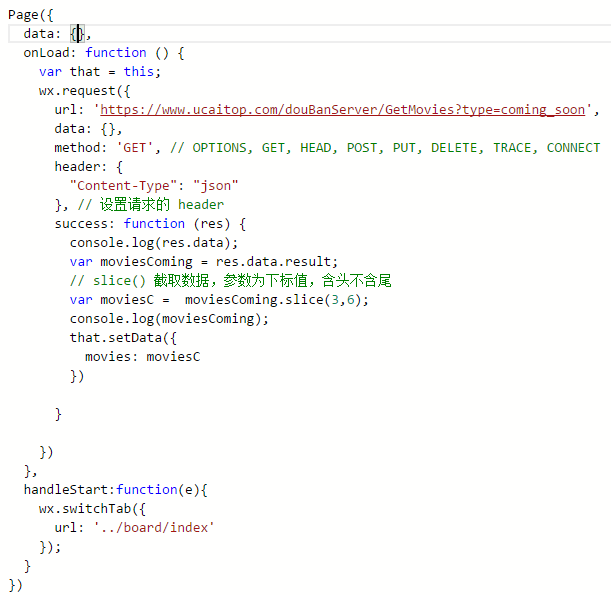 Page({
data: {},
onLoad: function () {
var that = this;
wx.request({
url: 'https://www.ucaitop.com/douBanServer/GetMovies?type=coming_soon',
data: {},
method: 'GET', // OPTIONS, GET, HEAD, POST, PUT, DELETE, TRACE, CONNECT
header: {
"Content-Type": "json"
}, // 设置请求的 header
success: function (res) {
console.log(res.data);
var moviesComing = res.data.result;
// slice() 截取数据，参数为下标值，含头不含尾
var moviesC =  moviesComing.slice(3,6);
console.log(moviesComing);
that.setData({
movies: moviesC
})
}
})
},
handleStart:function(e){
wx.switchTab({
url: '../board/index'
});
}
})